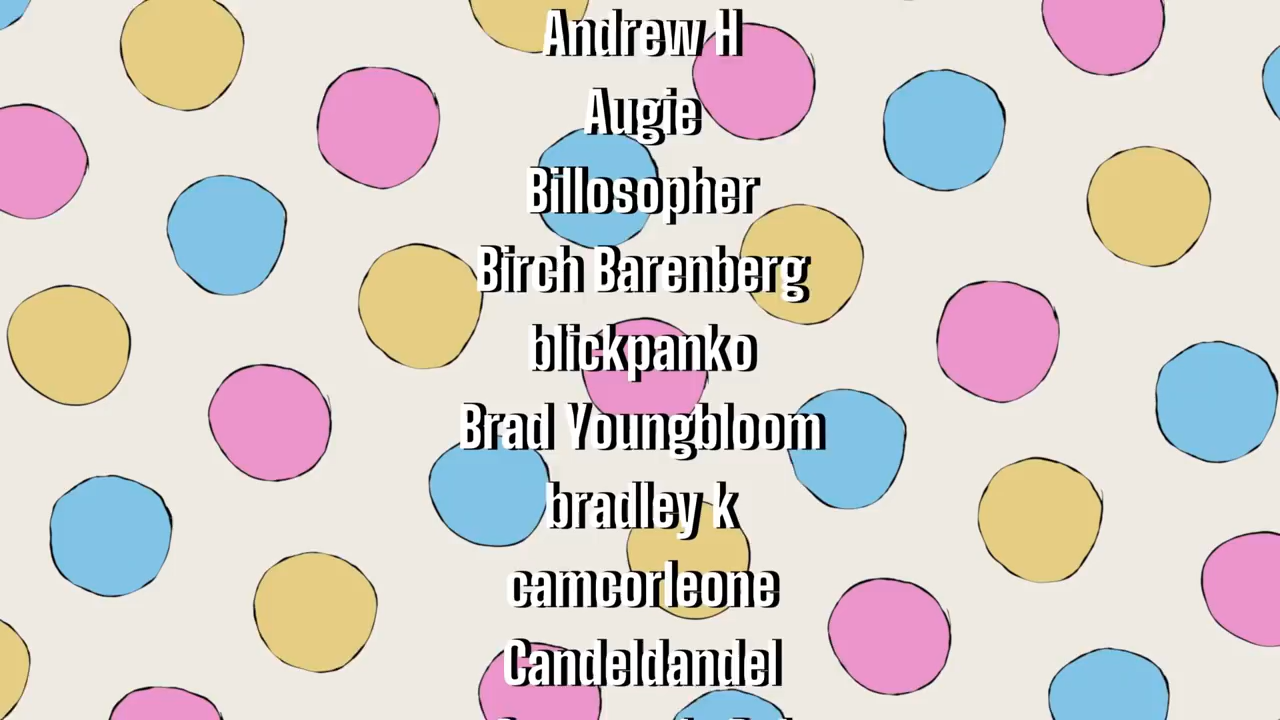 Andrew H
Augie
Billosopher
Birch Barenberg
blickpanko
Brad Youngbloom
bradley k
camcorleone
Candeldandel